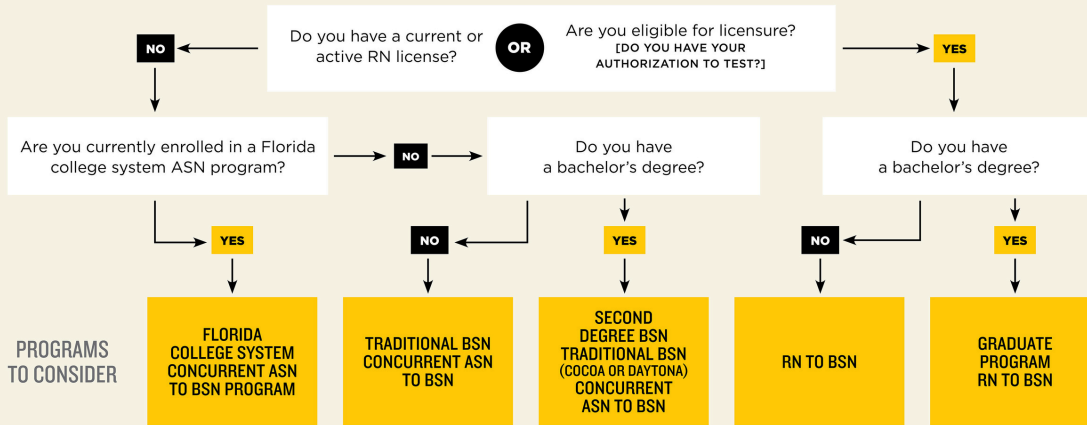 Do you have a current or
active RN license?
OR
Are you eligible for licensure?
[DO YOU HAVE YOUR
AUTHORIZATION TO TEST?]
NO
YES
Are you currently enrolled in a Florida
college system ASN program?
NO
Do you have
a bachelor's degree?
Do you have
a bachelor's degree?
YES
NO
YES
NO
YES
PROGRAMS
TO CONSIDER
FLORIDA
COLLEGE SYSTEM
CONCURRENT ASN
TO BSN PROGRAM
TRADITIONAL BSN
CONCURRENT ASN
TO BSN
SECOND
DEGREE BSN
TRADITIONAL BSN
(COCOA OR DAYTONA)
CONCURRENT
ASN TO BSN
RN TO BSN
GRADUATE
PROGRAM
RN TO BSN